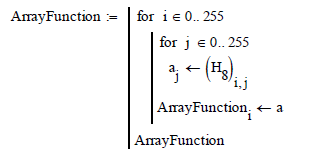 ArrayFunction := for i ∈ 0.. 255
for j ∈ 0.. 255
a_j ← (H_8)_i,j
ArrayFunction_i ← a
ArrayFunction